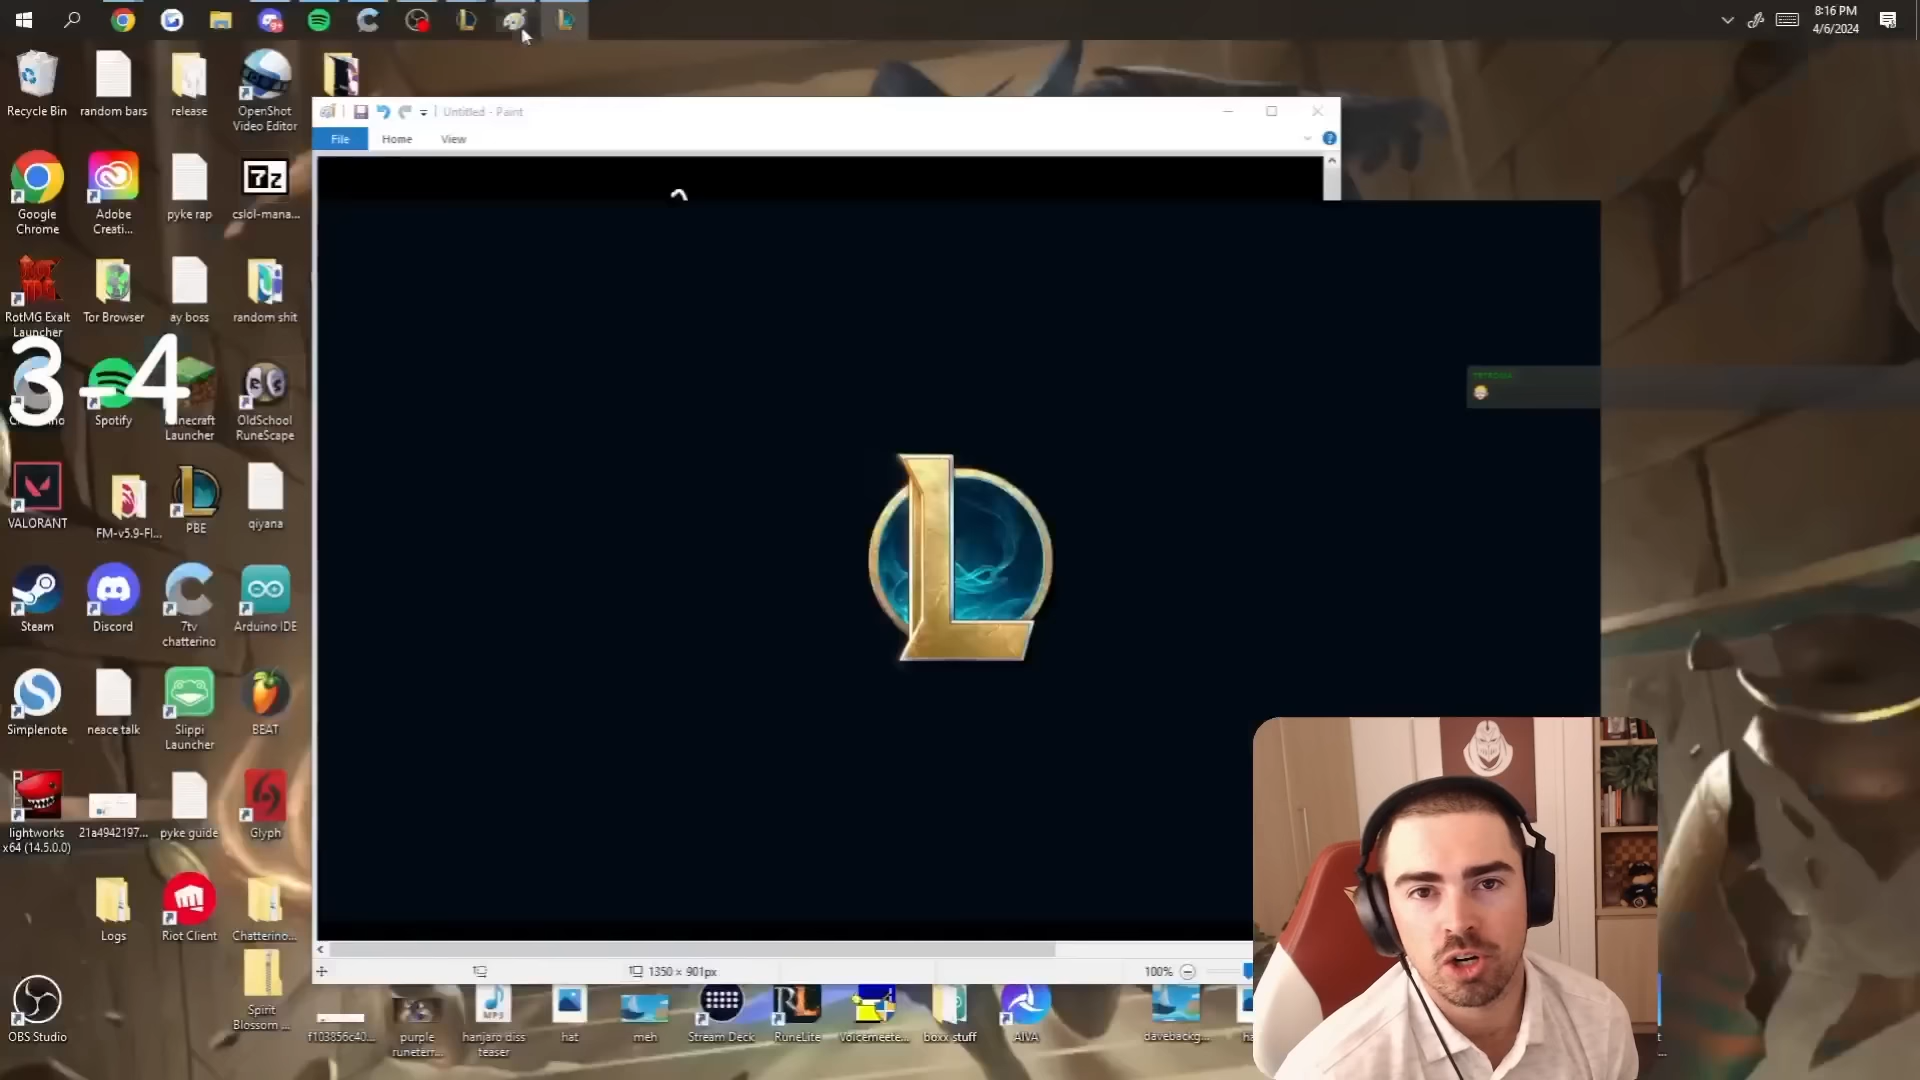 8:16 PM
4/6/2024
Recycle Bin
random bars
release
OpenShot
Video Editor
Untitled - Paint
File
Home
View
Google
Chrome
Adobe
Creati...
pyke rap
7z
cslol-mana...
RotMG Exalt
Launcher
Tor Browser
ay boss
random shit
3-4
Spotify
Minecraft
Launcher
OldSchool
RuneScape
VALORANT
FM-v5.9-Fl...
PBE
qiyana
Steam
Discord
7tv
chatterino
Arduino IDE
Simplenote
neace talk
Slippi
Launcher
BEAT
lightworks
x64 (14.5.0.0)
21a4942197...
pyke guide
Glyph
Logs
Riot Client
Chatterino...
1350 × 901px
100%
OBS Studio
Spirit
Blossom ...
f103856c40...
purple
runeterr...
MP3
hanjaro diss
teaser
hat
meh
Stream Deck
RL
RuneLite
Voicemeete...
boxx stuff
AIVA
davebackg...